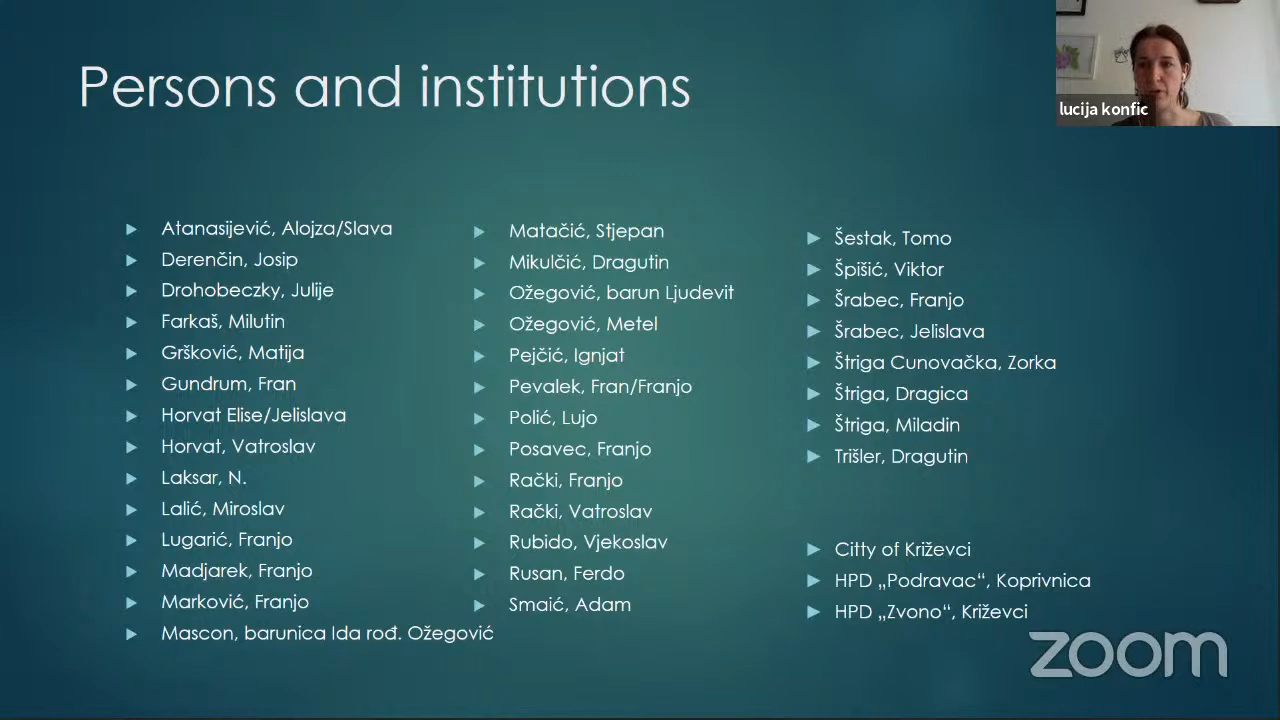 Persons and institutions
lucija konfic
Atanasijević, Alojza/Slava
Derenčin, Josip
Drohobeczky, Julije
Farkaš, Milutin
Gršković, Matija
Gundrum, Fran
Horvat Elise/Jelislava
Horvat, Vatroslav
Laksar, N.
Lalić, Miroslav
Lugarić, Franjo
Madjarek, Franjo
Marković, Franjo
Mascon, barunica Ida rođ. Ožegović
Matačić, Stjepan
Mikulčić, Dragutin
Ožegović, barun Ljudevit
Ožegović, Metel
Pejčić, Ignjat
Pevalek, Fran/Franjo
Polić, Lujo
Posavec, Franjo
Rački, Franjo
Rački, Vatroslav
Rubido, Vjekoslav
Rusan, Ferdo
Smaić, Adam
Šestak, Tomo
Špišić, Viktor
Šrabec, Franjo
Šrabec, Jelislava
Štriga Cunovačka, Zorka
Štriga, Dragica
Štriga, Miladin
Trišler, Dragutin
Citty of Križevci
HPD „Podravac“, Koprivnica
HPD „Zvono“, Križevci
zoom